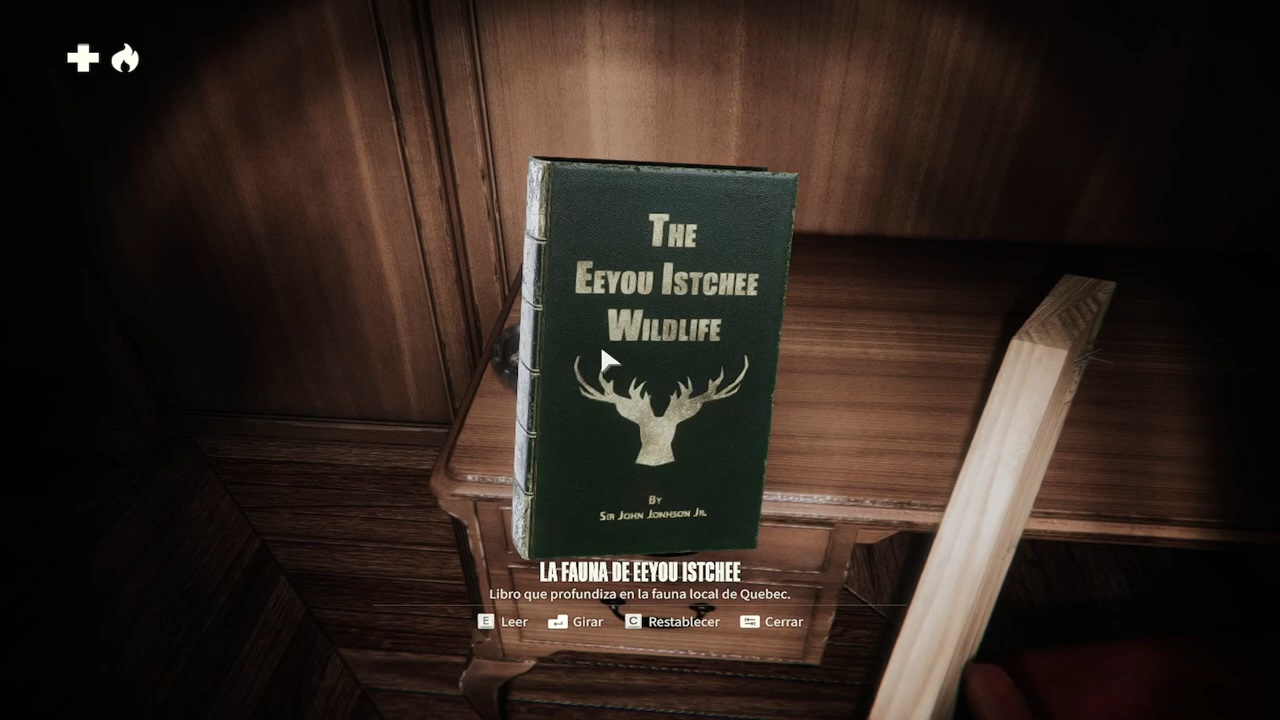 The
Eeyou Istchee
Wildlife
By
Sir John Jonhson Jr.
LA FAUNA DE EEYOU ISTCHEE
Libro que profundiza en la fauna local de Quebec.
E Leer Girar C Restablecer Cerrar